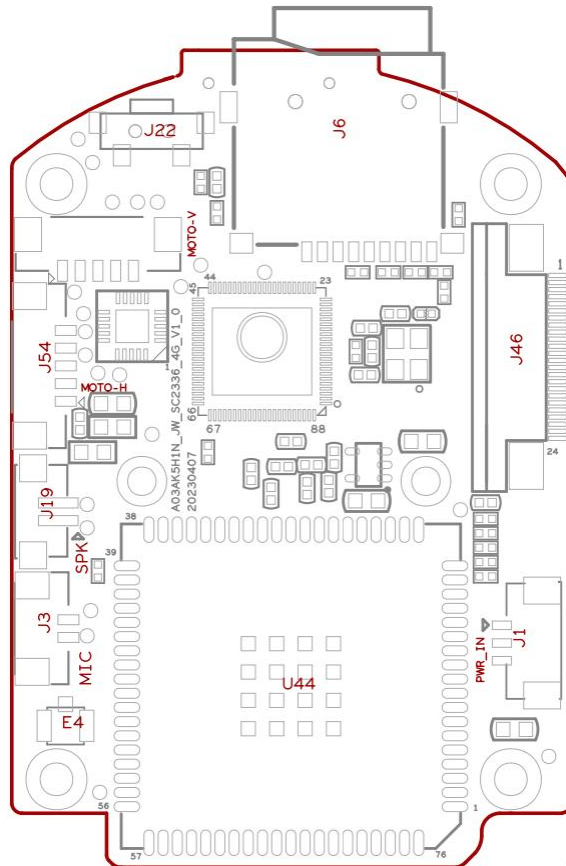 J22
J6
MOTO-V
44
23
45
1
J46
J54
1
MOTO-H
66
67
88
A03AK5H1N_JW_SC2336_4G_V1_0
20230407
24
J19
38
SPK
39
J3
MIC
PWR_IN
J1
U44
E4
56
1
57
76